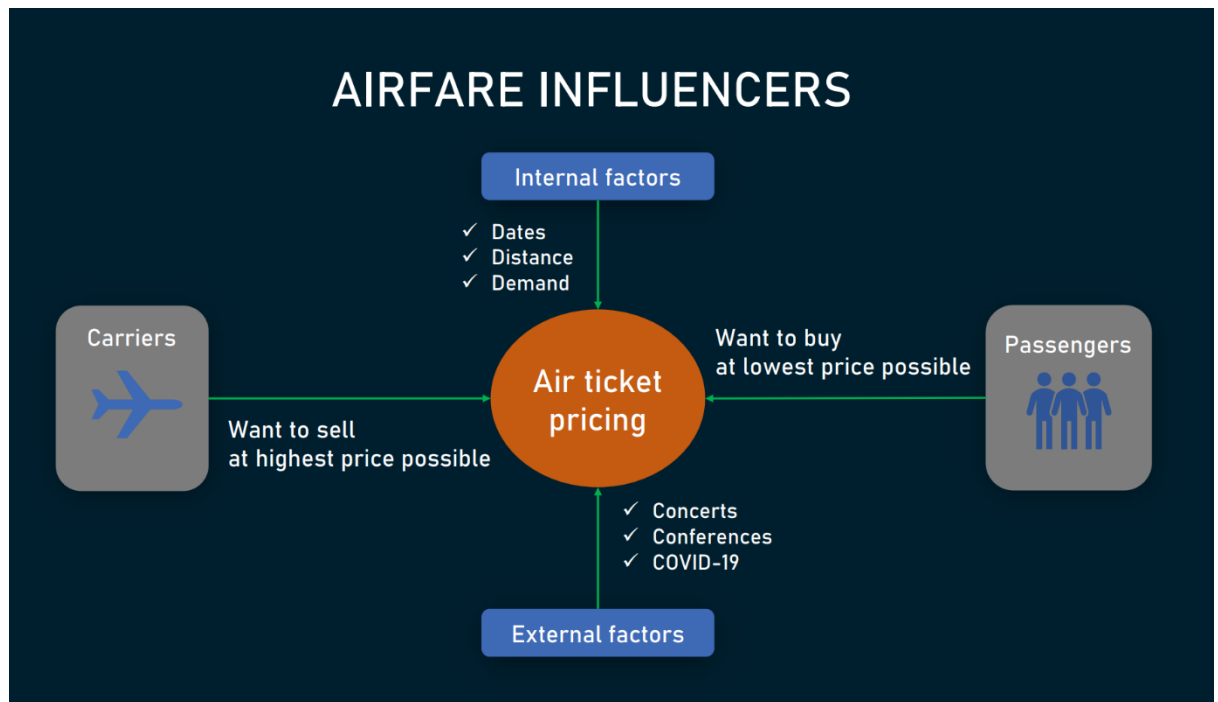 AIRFARE INFLUENCERS
Internal factors
✓ Dates
✓ Distance
✓ Demand
Carriers
Want to sell
at highest price possible
Air ticket
pricing
Want to buy
at lowest price possible
Passengers
✓ Concerts
✓ Conferences
✓ COVID-19
External factors